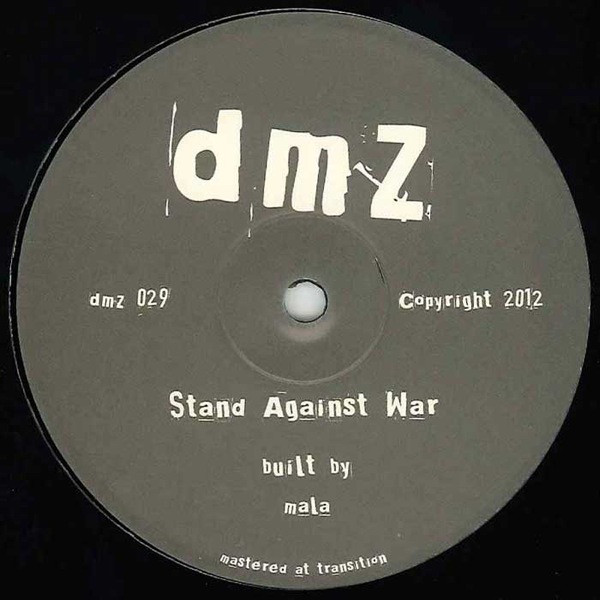 dmz
dmz 029
Copyright 2012
Stand Against War
built by
mala
mastered at transition